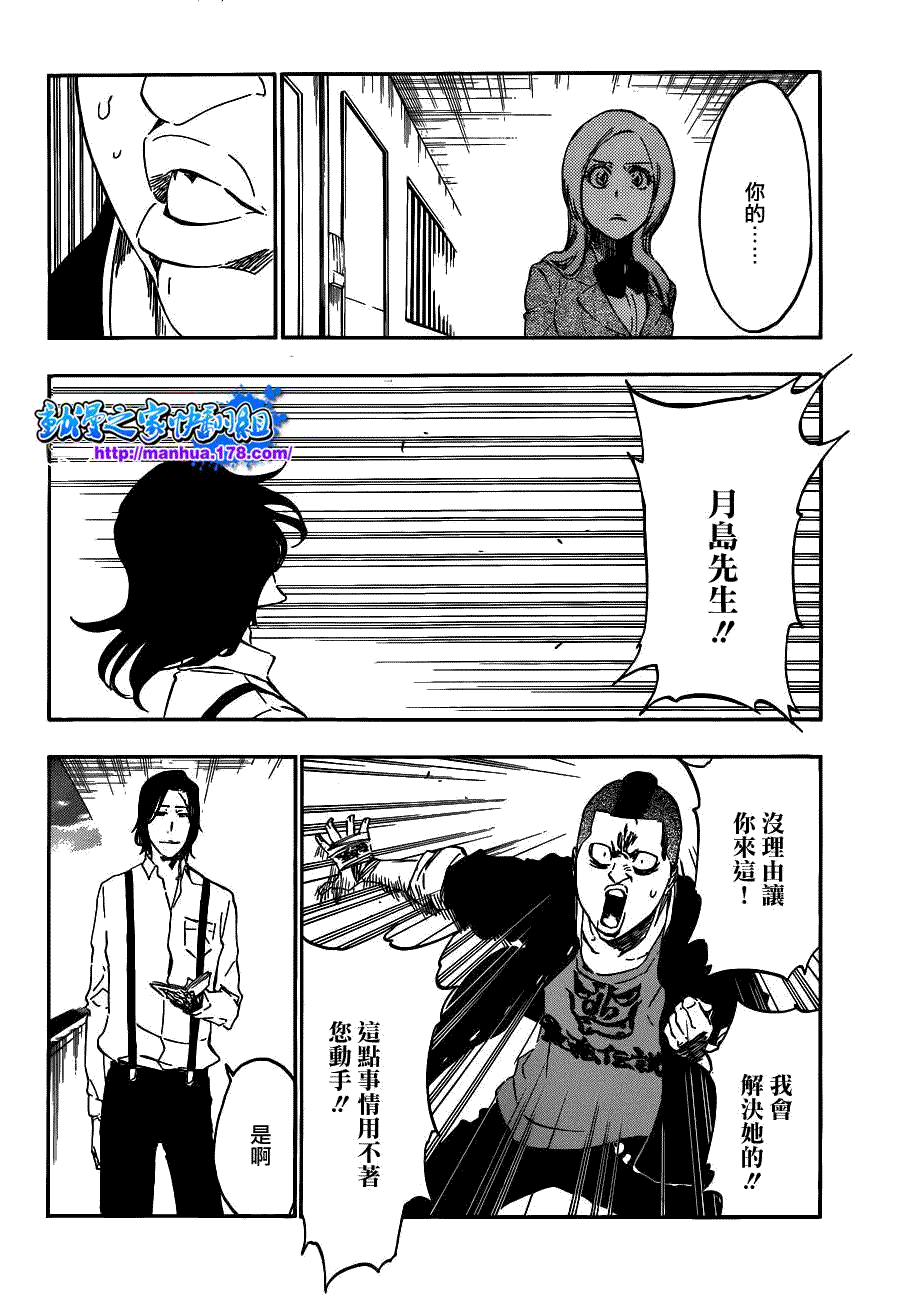 你的……
動漫之家快翻組
http://manhua.178.com/
月島先生!!
沒理由讓
你來這!
我會
解決她的!!
這點事情用不著
您動手!!
是啊